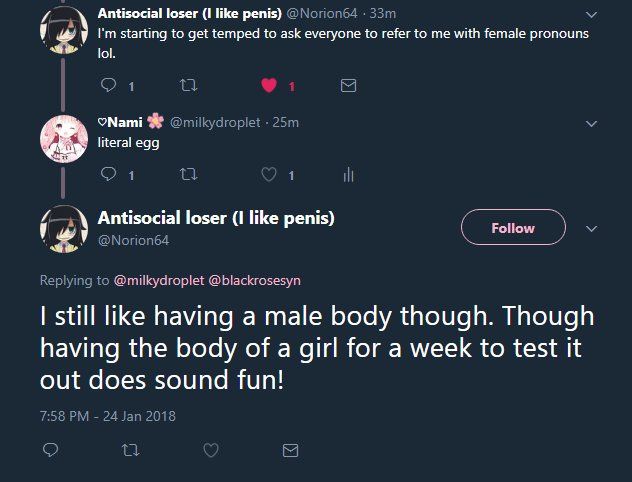 Antisocial loser (I like penis) @Norion64 · 33m
I'm starting to get temped to ask everyone to refer to me with female pronouns
lol.
1 1
♡Nami 🌸 @milkydroplet · 25m
literal egg
1 1
Antisocial loser (I like penis)
@Norion64
Follow
Replying to @milkydroplet @blackrosesyn
I still like having a male body though. Though
having the body of a girl for a week to test it
out does sound fun!
7:58 PM - 24 Jan 2018